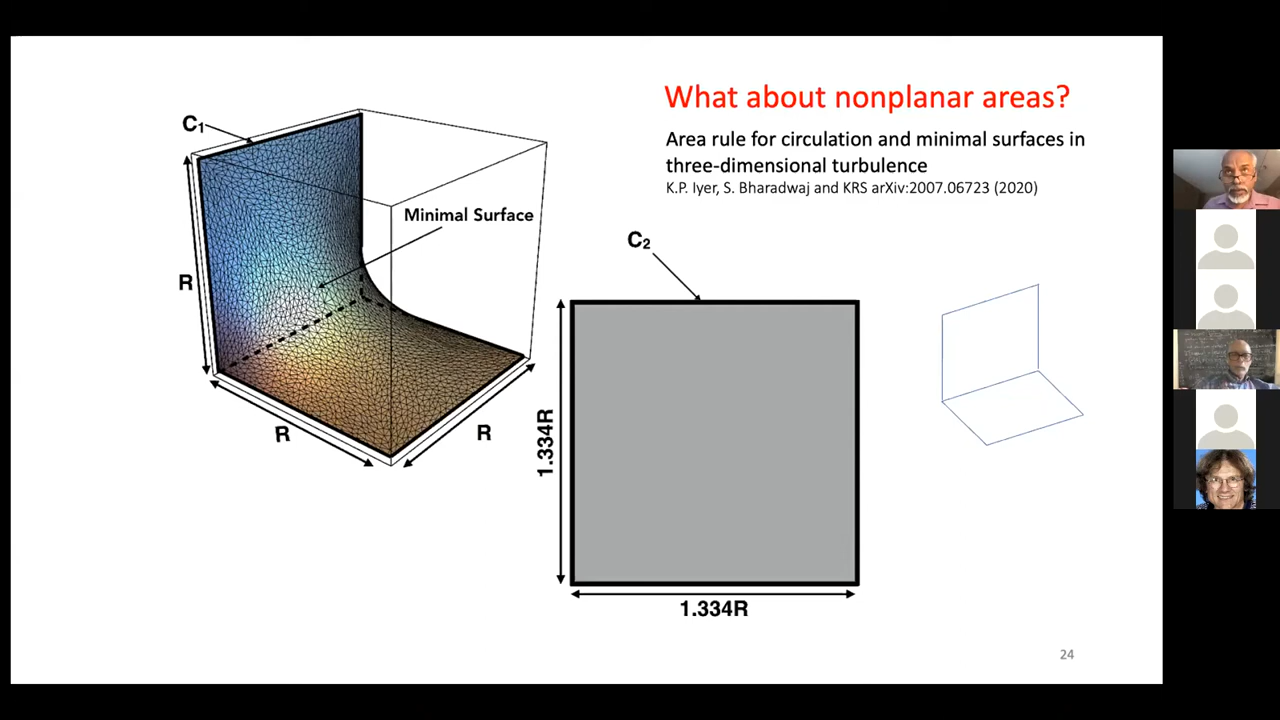 What about nonplanar areas?
Area rule for circulation and minimal surfaces in
three-dimensional turbulence
K.P. Iyer, S. Bharadwaj and KRS arXiv:2007.06723 (2020)
C1
Minimal Surface
R
R
R
C2
1.334R
1.334R
24